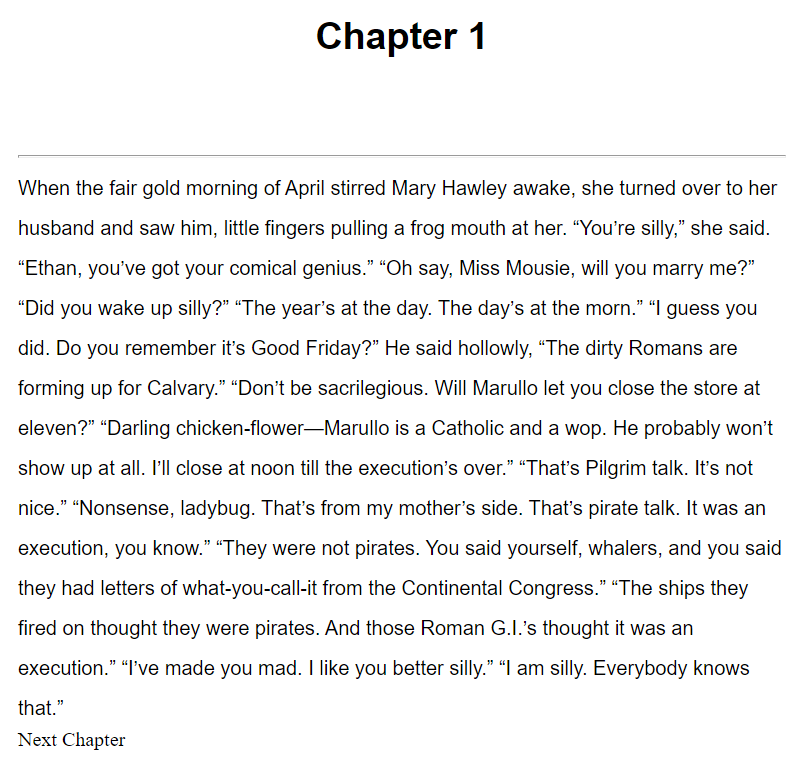 Chapter 1
When the fair gold morning of April stirred Mary Hawley awake, she turned over to her
husband and saw him, little fingers pulling a frog mouth at her. “You’re silly,” she said.
“Ethan, you’ve got your comical genius.” “Oh say, Miss Mousie, will you marry me?”
“Did you wake up silly?” “The year’s at the day. The day’s at the morn.” “I guess you
did. Do you remember it’s Good Friday?” He said hollowly, “The dirty Romans are
forming up for Calvary.” “Don’t be sacrilegious. Will Marullo let you close the store at
eleven?” “Darling chicken-flower—Marullo is a Catholic and a wop. He probably won’t
show up at all. I’ll close at noon till the execution’s over.” “That’s Pilgrim talk. It’s not
nice.” “Nonsense, ladybug. That’s from my mother’s side. That’s pirate talk. It was an
execution, you know.” “They were not pirates. You said yourself, whalers, and you said
they had letters of what-you-call-it from the Continental Congress.” “The ships they
fired on thought they were pirates. And those Roman G.I.’s thought it was an
execution.” “I’ve made you mad. I like you better silly.” “I am silly. Everybody knows
that.”
Next Chapter